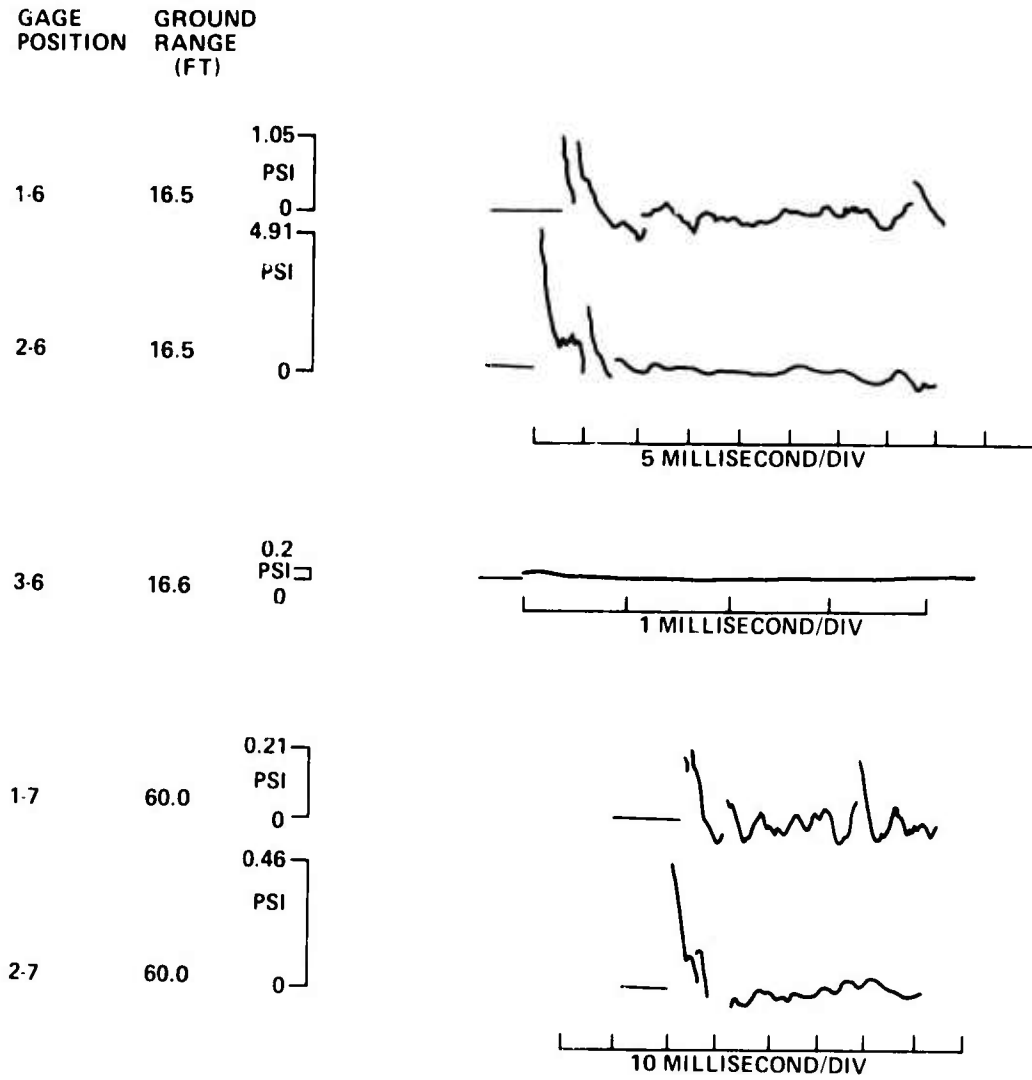 GAGE POSITION
GROUND RANGE (FT)
1-6 16.5 1.05 PSI 0
2-6 16.5 4.91 PSI 0
5 MILLISECOND/DIV
3-6 16.6 0.2 PSI 0
1 MILLISECOND/DIV
1-7 60.0 0.21 PSI 0
2-7 60.0 0.46 PSI 0
10 MILLISECOND/DIV